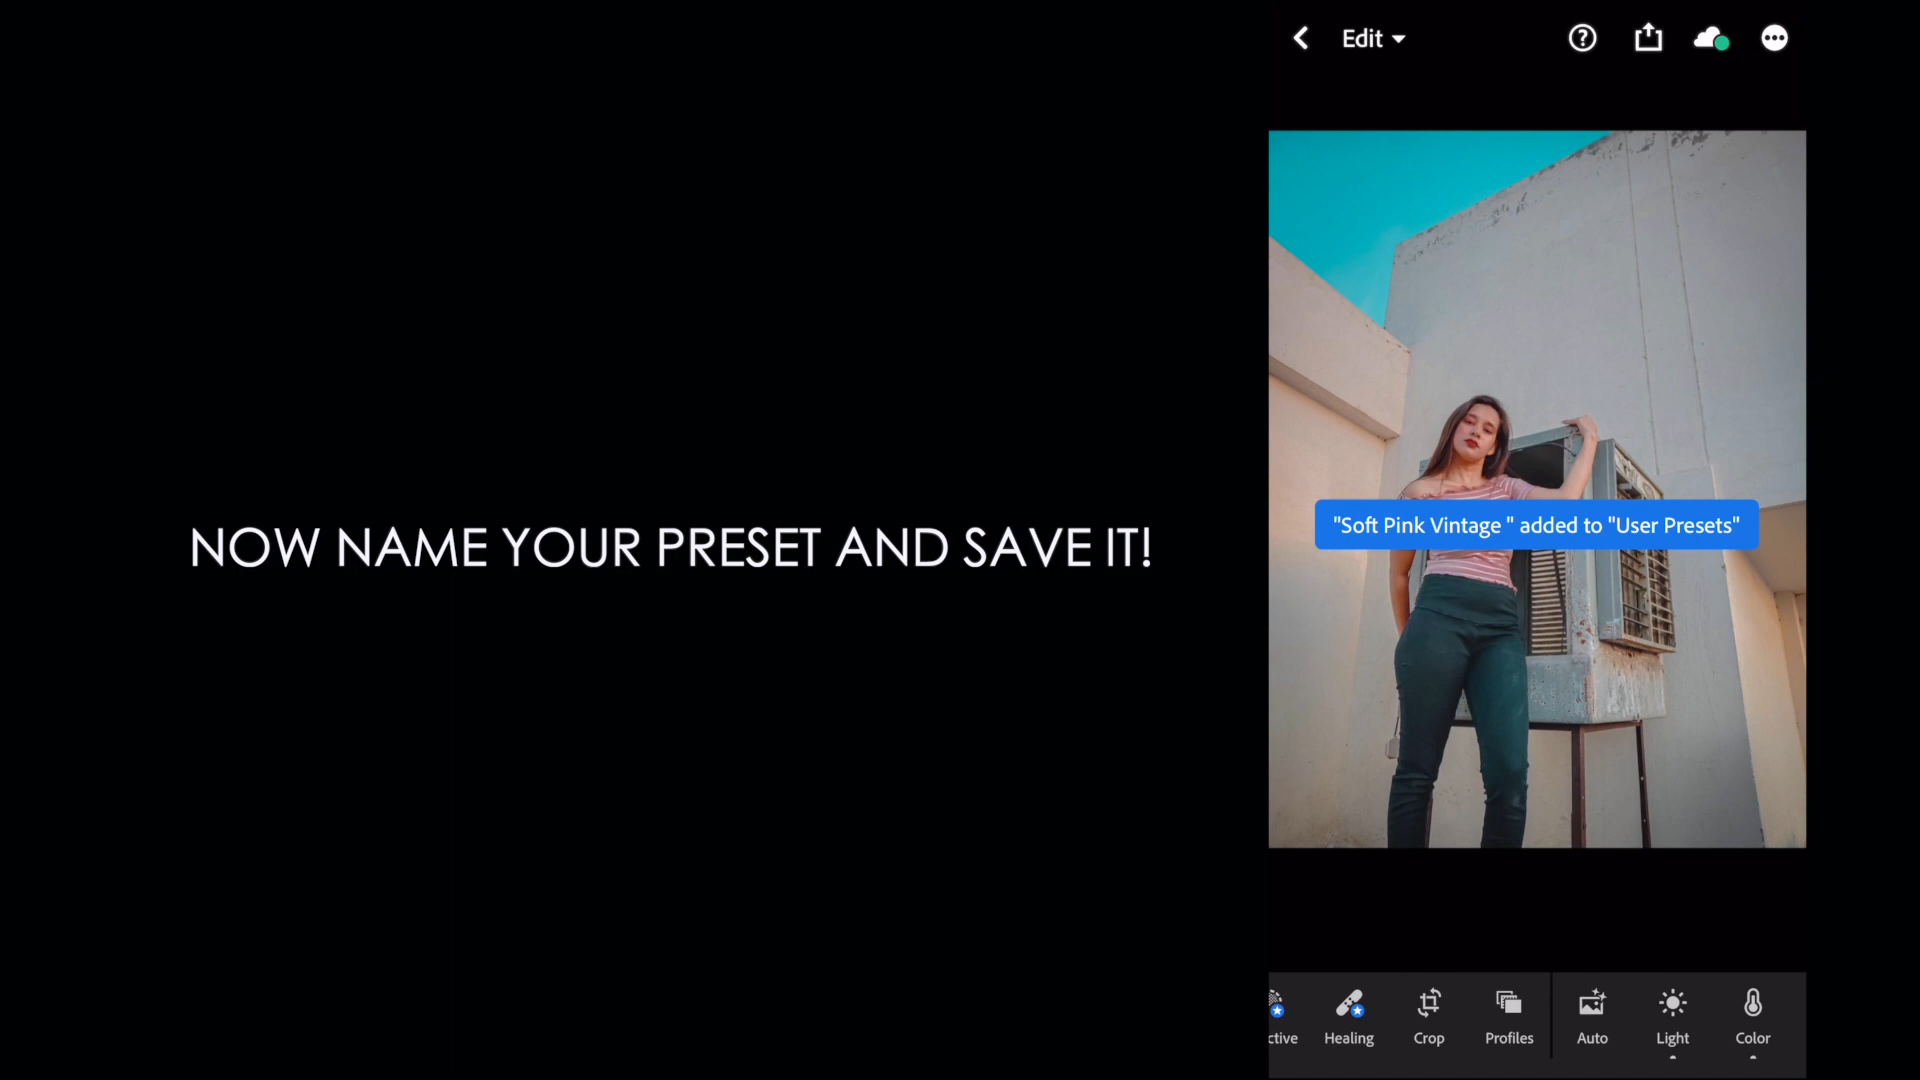 Edit
NOW NAME YOUR PRESET AND SAVE IT!
"Soft Pink Vintage " added to "User Presets"
ctive
Healing
Crop
Profiles
Auto
Light
Color